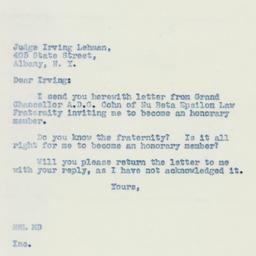 Judge Irving Lehman,
405 State Street,
Albany, N. Y.
Dear Irving:
I send you herewith letter from Grand
Chancellor A.D.G. Cohn of Nu Beta Epsilon Law
Fraternity inviting me to become an honorary
member.
Do you know the fraternity? Is it all
right for me to become an honorary member?
Will you please return the letter to me
with your reply, as I have not acknowledged it.
Yours,
HHL MD
Inc.